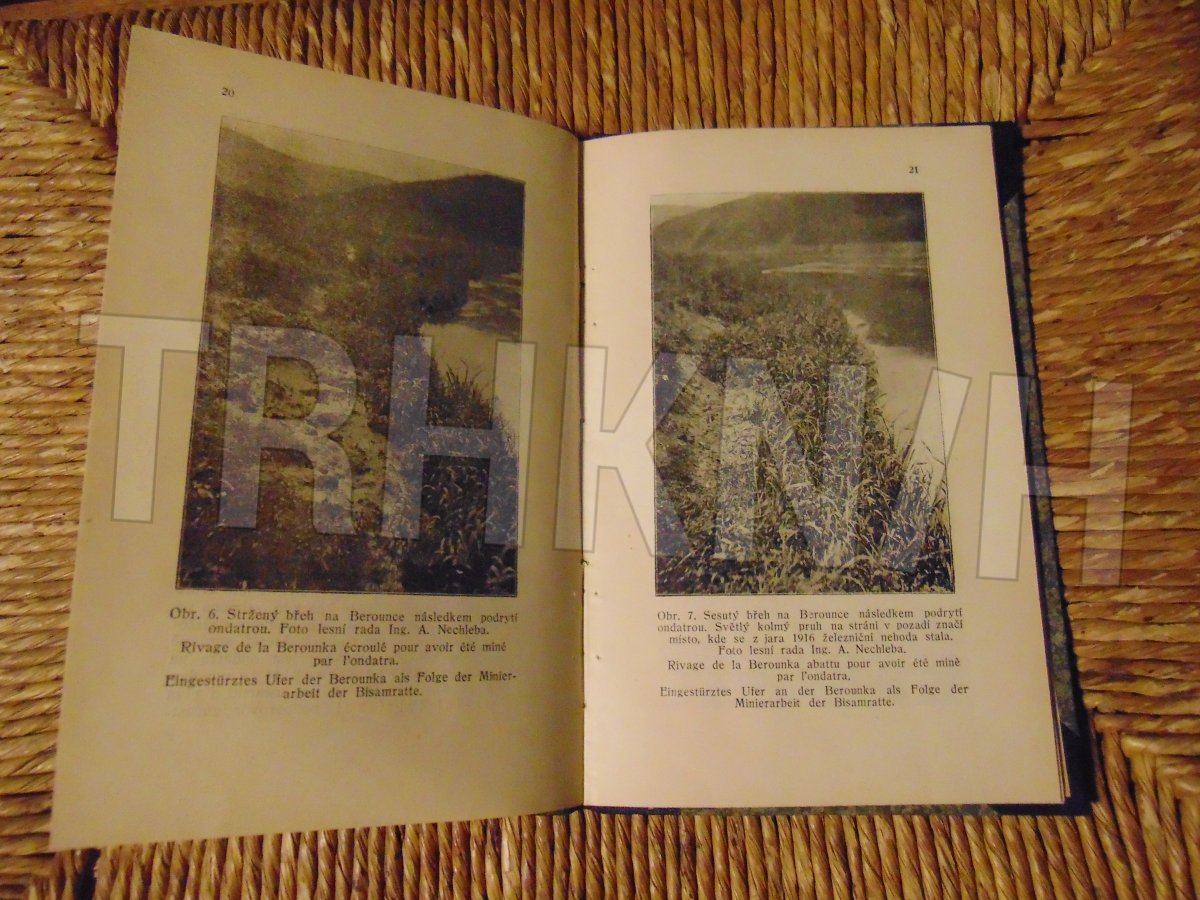 20
Obr. 6. Stržený břeh na Berounce následkem podrytí
ondatrou. Foto lesní rada Ing. A. Nechleba.
Rivage de la Berounka écroulé pour avoir été miné
par l'ondatra.
Eingestürztes Ufer der Berounka als Folge der Minier-
arbeit der Bisamratte.
21
Obr. 7. Sesutý břeh na Berounce následkem podrytí
ondatrou. Světlý kolmý pruh na stráni v pozadí značí
místo, kde se z jara 1916 železniční nehoda stala.
Foto lesní rada Ing. A. Nechleba.
Rivage de la Berounka abattu pour avoir été minè
par l'ondatra.
Eingestürztes Ufer an der Berounka als Folge der
Minierarbeit der Bisamratte.
TRHKNVH